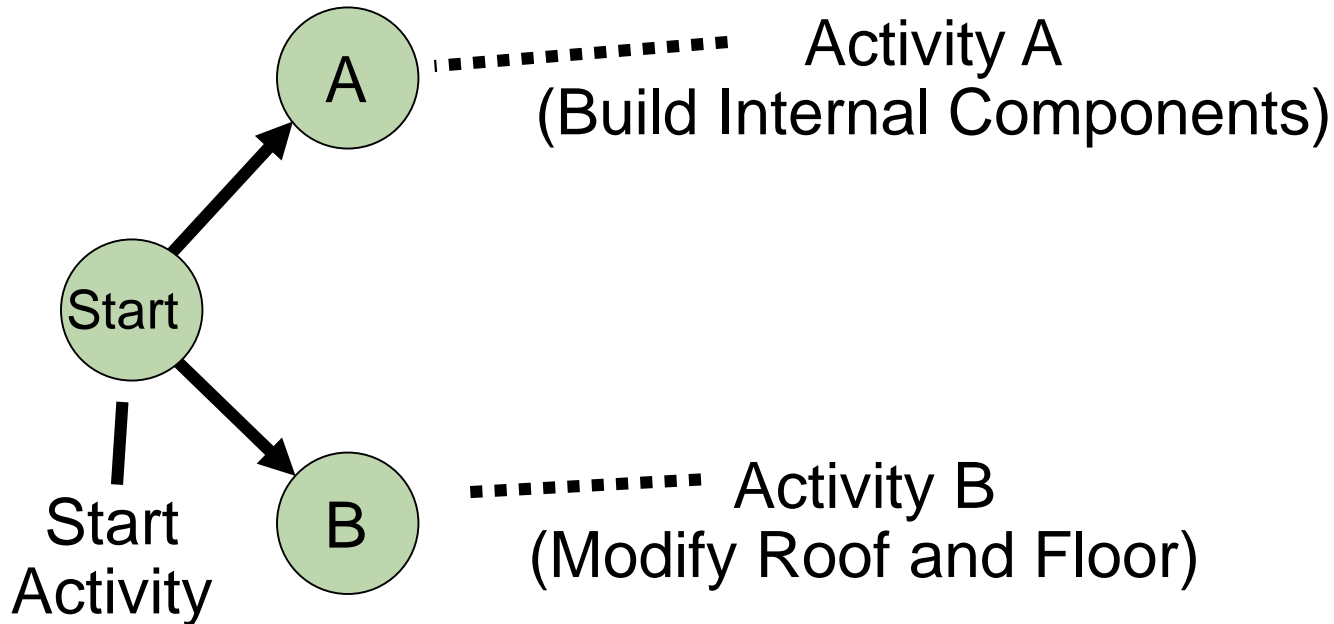 A
Activity A
(Build Internal Components)
Start
Start
Activity
B
Activity B
(Modify Roof and Floor)